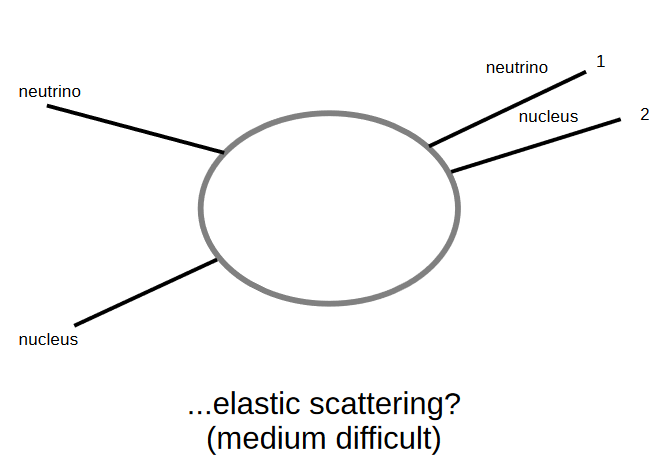 neutrino
nucleus
neutrino 1
nucleus 2
...elastic scattering?
(medium difficult)